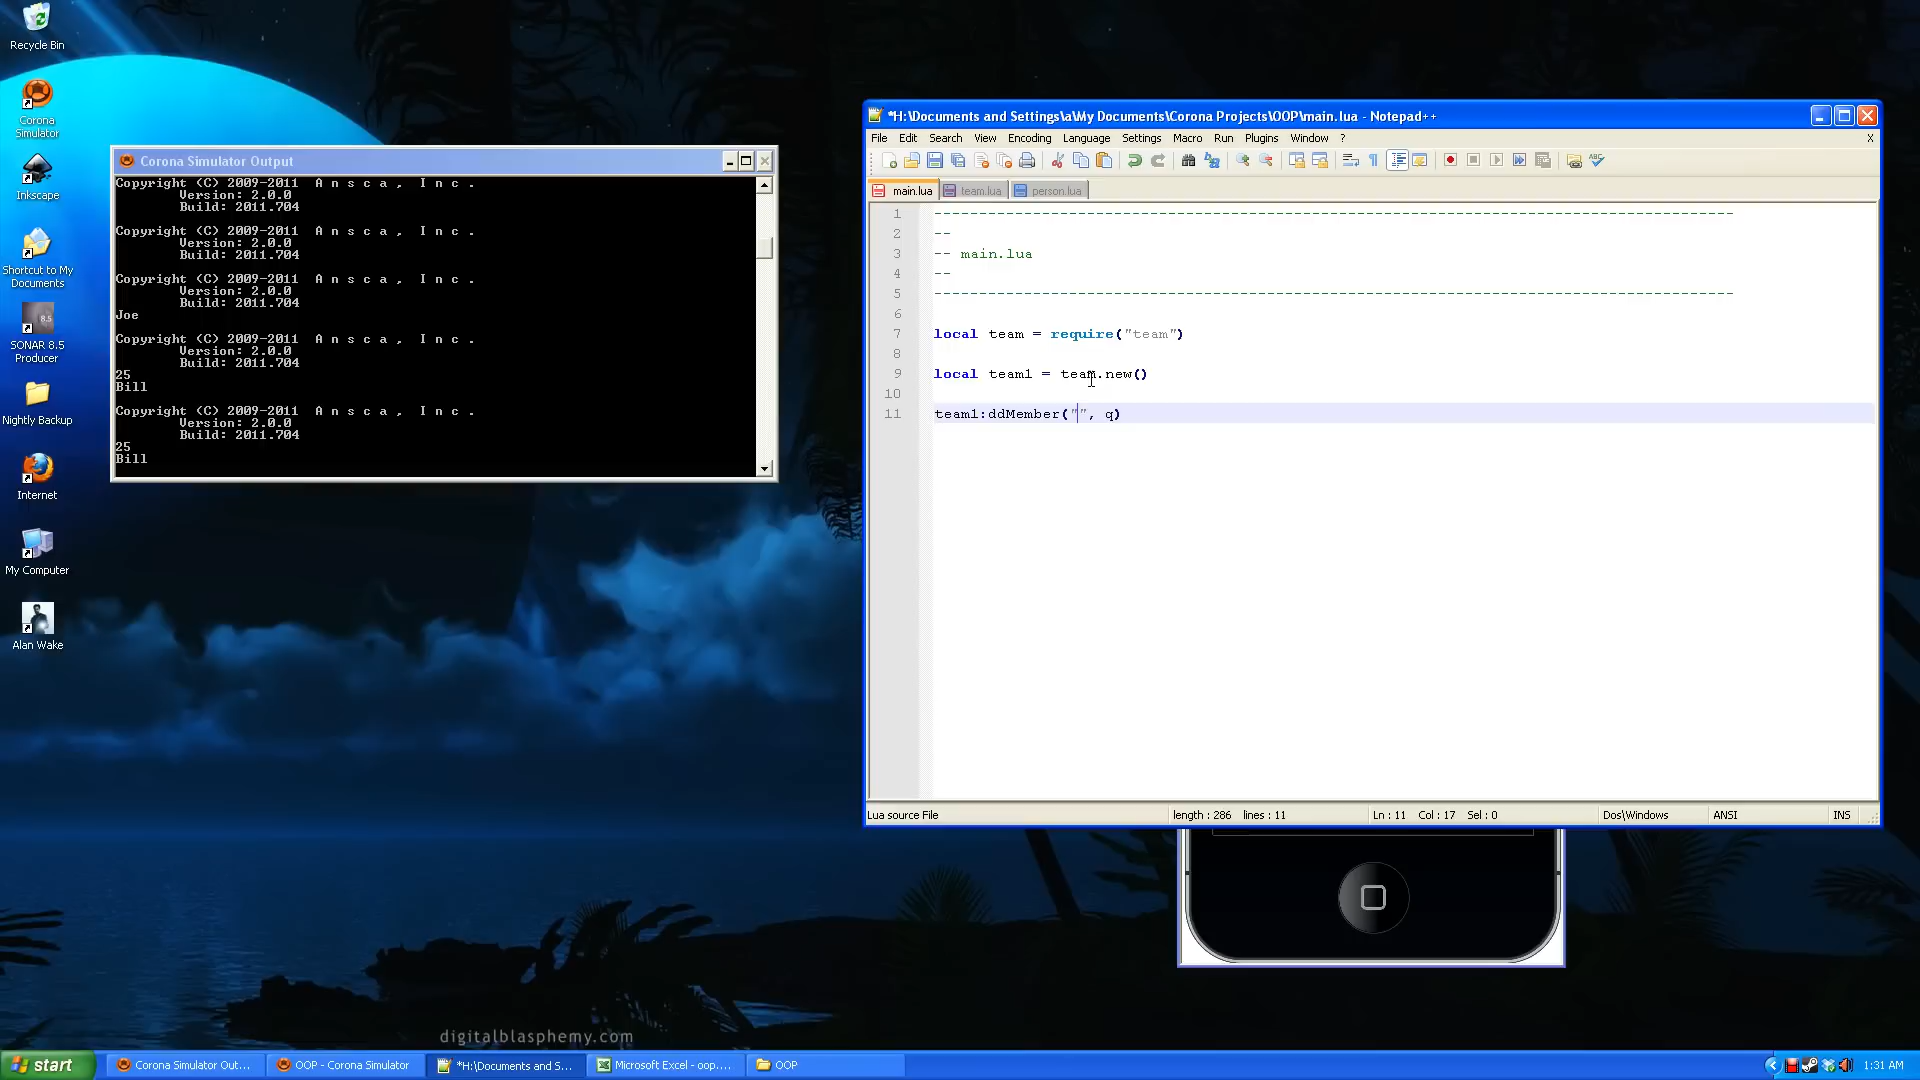 Recycle Bin
Corona
Simulator
Inkscape
Shortcut to My
Documents
8.5
SONAR 8.5
Producer
Nightly Backup
Internet
My Computer
Alan Wake
Corona Simulator Output
Copyright (C) 2009-2011 A n s c a , I n c .
Version: 2.0.0
Build: 2011.704
Copyright (C) 2009-2011 A n s c a , I n c .
Version: 2.0.0
Build: 2011.704
Copyright (C) 2009-2011 A n s c a , I n c .
Version: 2.0.0
Build: 2011.704
Joe
Copyright (C) 2009-2011 A n s c a , I n c .
Version: 2.0.0
Build: 2011.704
25
Bill
Copyright (C) 2009-2011 A n s c a , I n c .
Version: 2.0.0
Build: 2011.704
25
Bill
*H:\Documents and Settings\a\My Documents\Corona Projects\OOP\main.lua - Notepad++
File Edit Search View Encoding Language Settings Macro Run Plugins Window ? X
main.lua team.lua person.lua
1 --------------------------------------------------------------------------------
2 --
3 -- main.lua
4 --
5 --------------------------------------------------------------------------------
6
7 local team = require("team")
8
9 local team1 = team.new()
10
11 team1:ddMember("", q)
Lua source File length : 286 lines : 11 Ln : 11 Col : 17 Sel : 0 Dos\Windows ANSI INS
digitalblasphemy.com
start Corona Simulator Out... OOP - Corona Simulator *H:\Documents and S... Microsoft Excel - oop.... OOP 1:31 AM